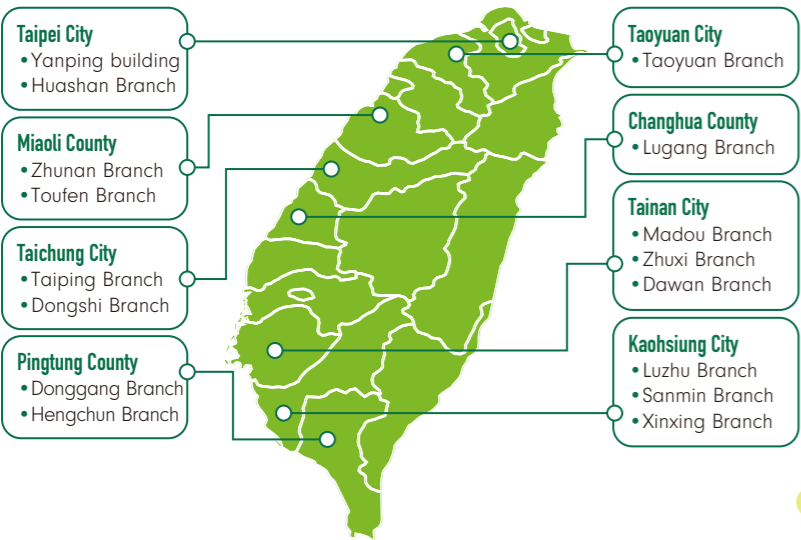 Taipei City
• Yanping building
• Huashan Branch
Miaoli County
• Zhunan Branch
• Toufen Branch
Taichung City
• Taiping Branch
• Dongshi Branch
Pingtung County
• Donggang Branch
• Hengchun Branch
Taoyuan City
• Taoyuan Branch
Changhua County
• Lugang Branch
Tainan City
• Madou Branch
• Zhuxi Branch
• Dawan Branch
Kaohsiung City
• Luzhu Branch
• Sanmin Branch
• Xinxing Branch